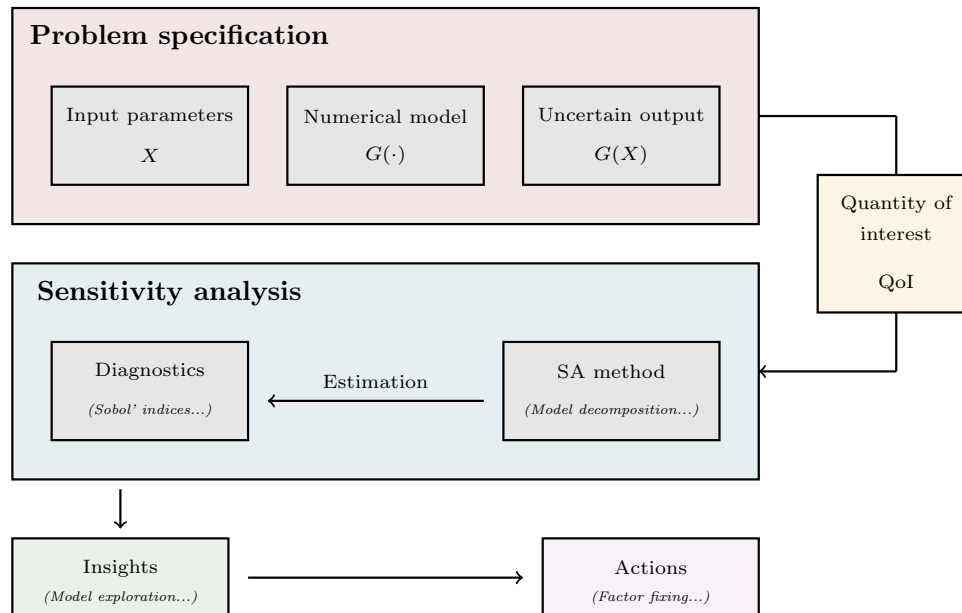 Problem specification
Input parameters
X
Numerical model
G(·)
Uncertain output
G(X)
Quantity of
interest
QoI
Sensitivity analysis
Diagnostics
(Sobol' indices...)
Estimation
SA method
(Model decomposition...)
Insights
(Model exploration...)
Actions
(Factor fixing...)